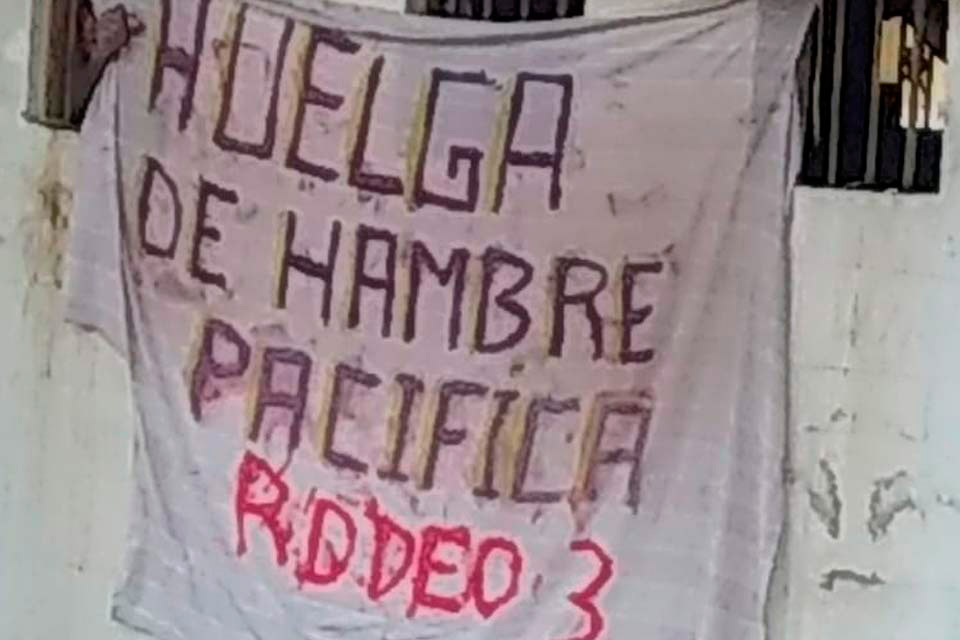 HUELGA
DE HAMBRE
PACIFICA
RODEO 3